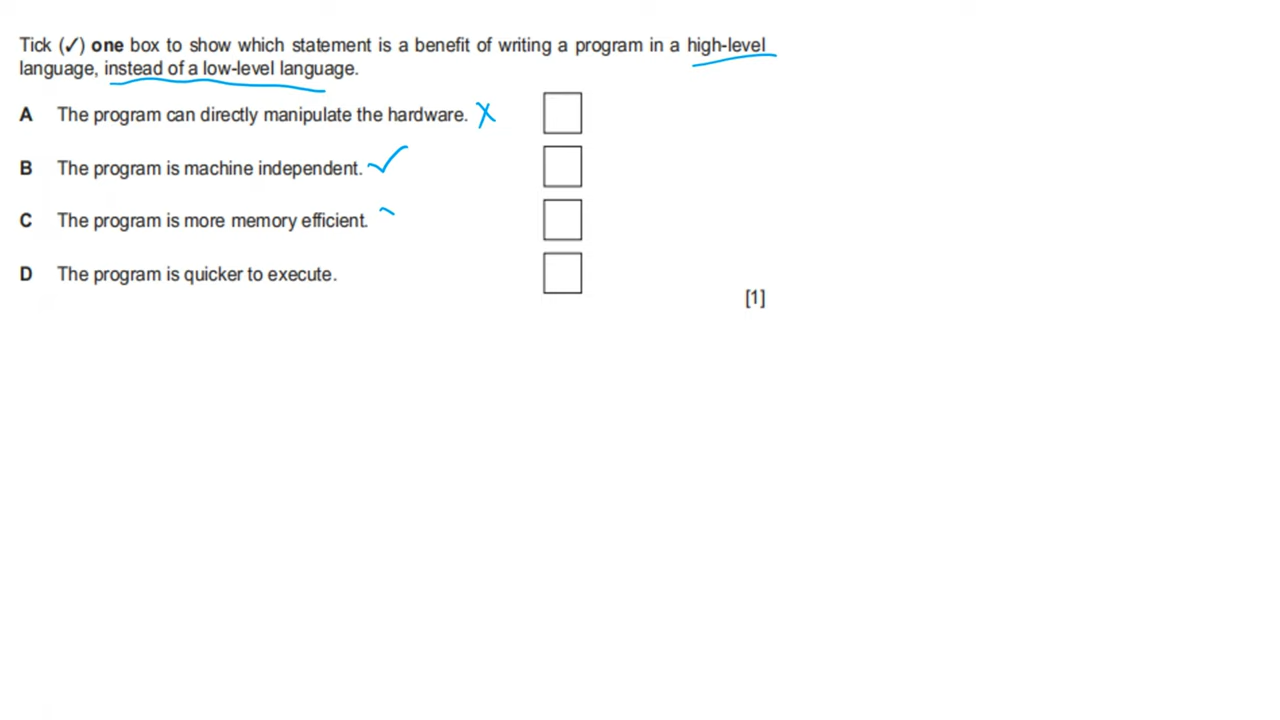 Tick (✓) one box to show which statement is a benefit of writing a program in a high-level
language, instead of a low-level language.
A The program can directly manipulate the hardware. ✗
B The program is machine independent. ✓
C The program is more memory efficient.
D The program is quicker to execute.
[1]